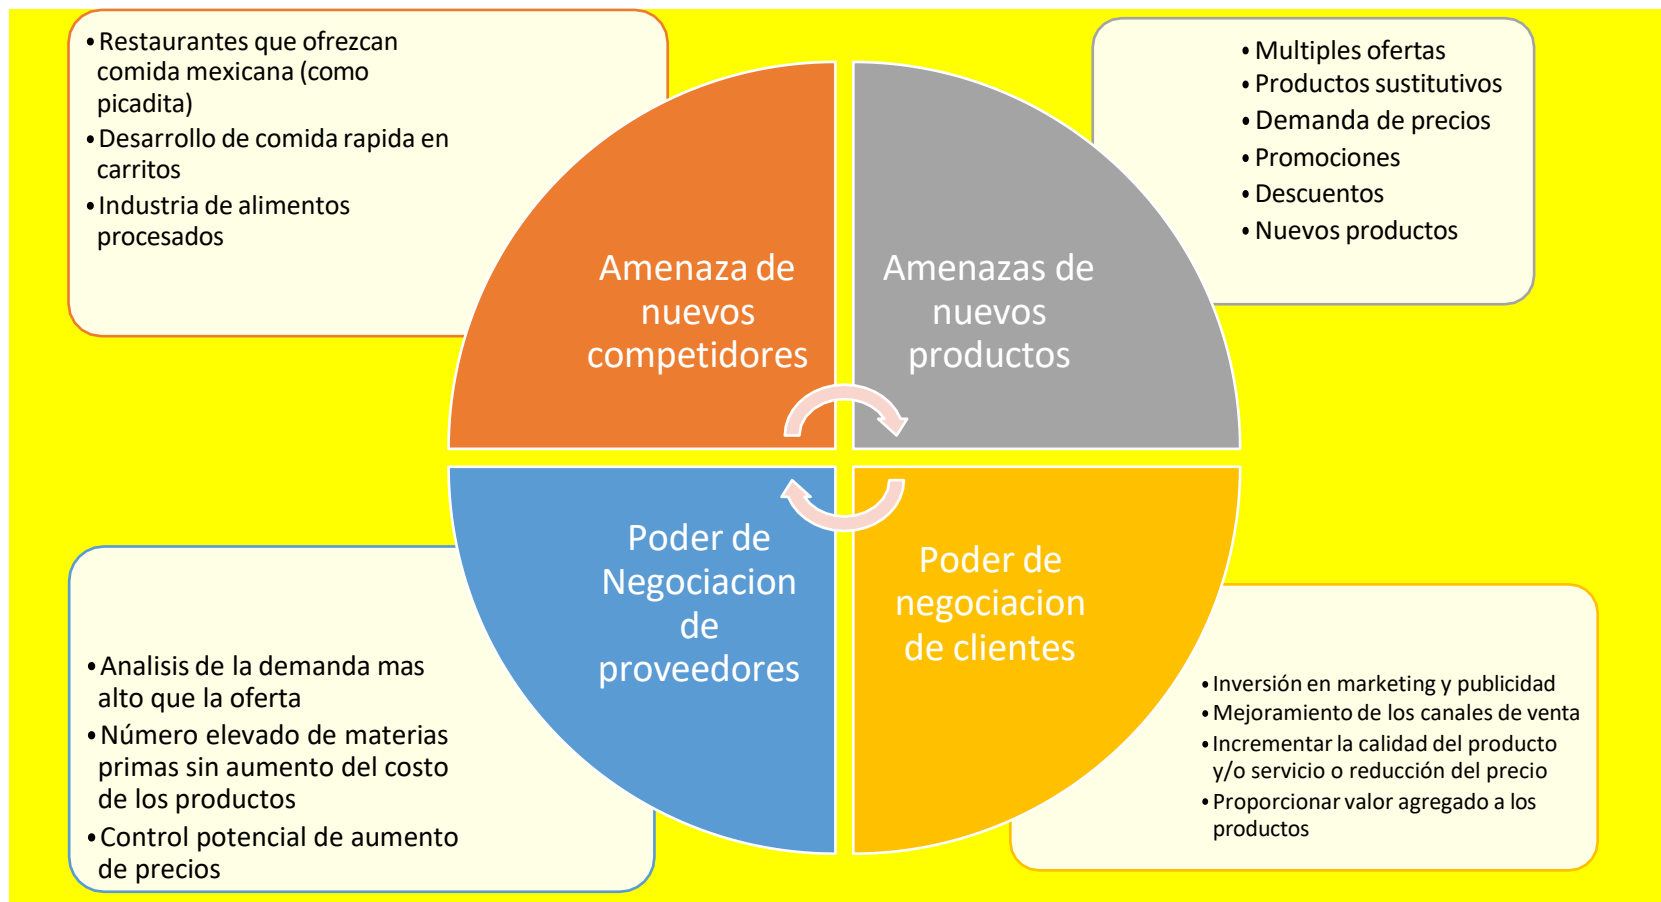 • Restaurantes que ofrezcan
comida mexicana (como
picadita)
• Desarrollo de comida rapida en
carritos
• Industria de alimentos
procesados
• Multiples ofertas
• Productos sustitutivos
• Demanda de precios
• Promociones
• Descuentos
• Nuevos productos
Amenaza de
nuevos
competidores
Amenazas de
nuevos
productos
Poder de
Negociacion
de
proveedores
Poder de
negociacion
de clientes
• Analisis de la demanda mas
alto que la oferta
• Número elevado de materias
primas sin aumento del costo
de los productos
• Control potencial de aumento
de precios
• Inversión en marketing y publicidad
• Mejoramiento de los canales de venta
• Incrementar la calidad del producto
y/o servicio o reducción del precio
• Proporcionar valor agregado a los
productos